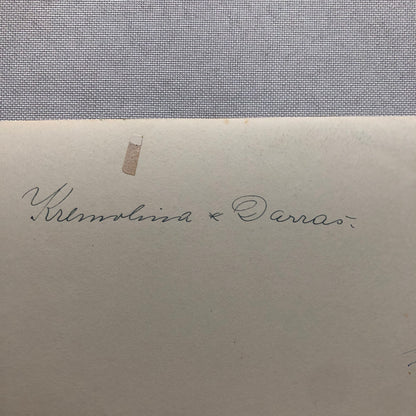 Kremolina & Darras.